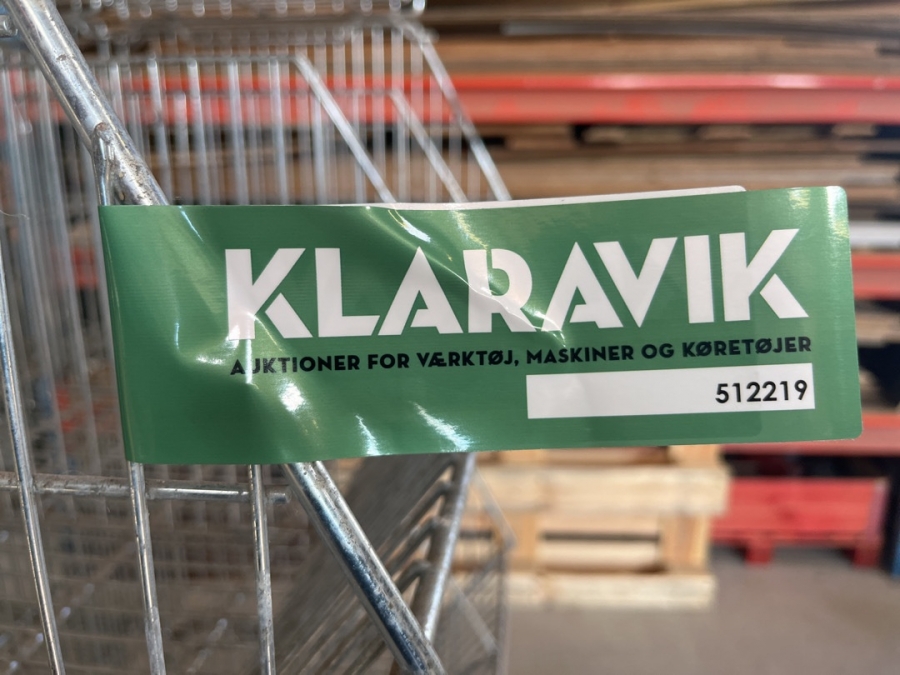 KLARAVIK
AUKTIONER FOR VÆRKTØJ, MASKINER OG KØRETØJER
512219